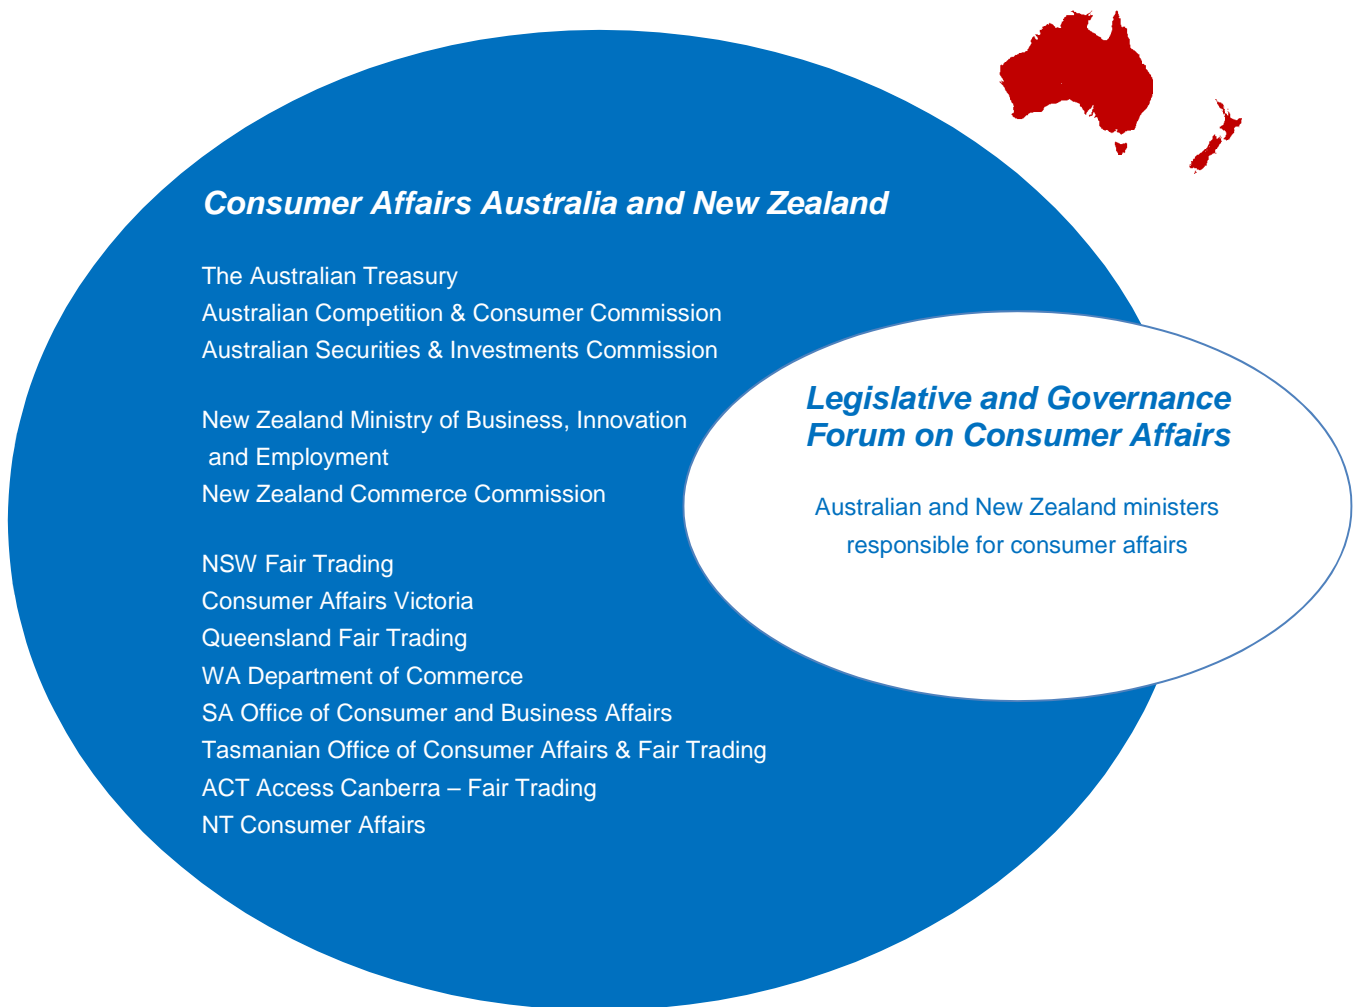 Consumer Affairs Australia and New Zealand
The Australian Treasury
Australian Competition & Consumer Commission
Australian Securities & Investments Commission
New Zealand Ministry of Business, Innovation
and Employment
New Zealand Commerce Commission
NSW Fair Trading
Consumer Affairs Victoria
Queensland Fair Trading
WA Department of Commerce
SA Office of Consumer and Business Affairs
Tasmanian Office of Consumer Affairs & Fair Trading
ACT Access Canberra – Fair Trading
NT Consumer Affairs
Legislative and Governance
Forum on Consumer Affairs
Australian and New Zealand ministers
responsible for consumer affairs